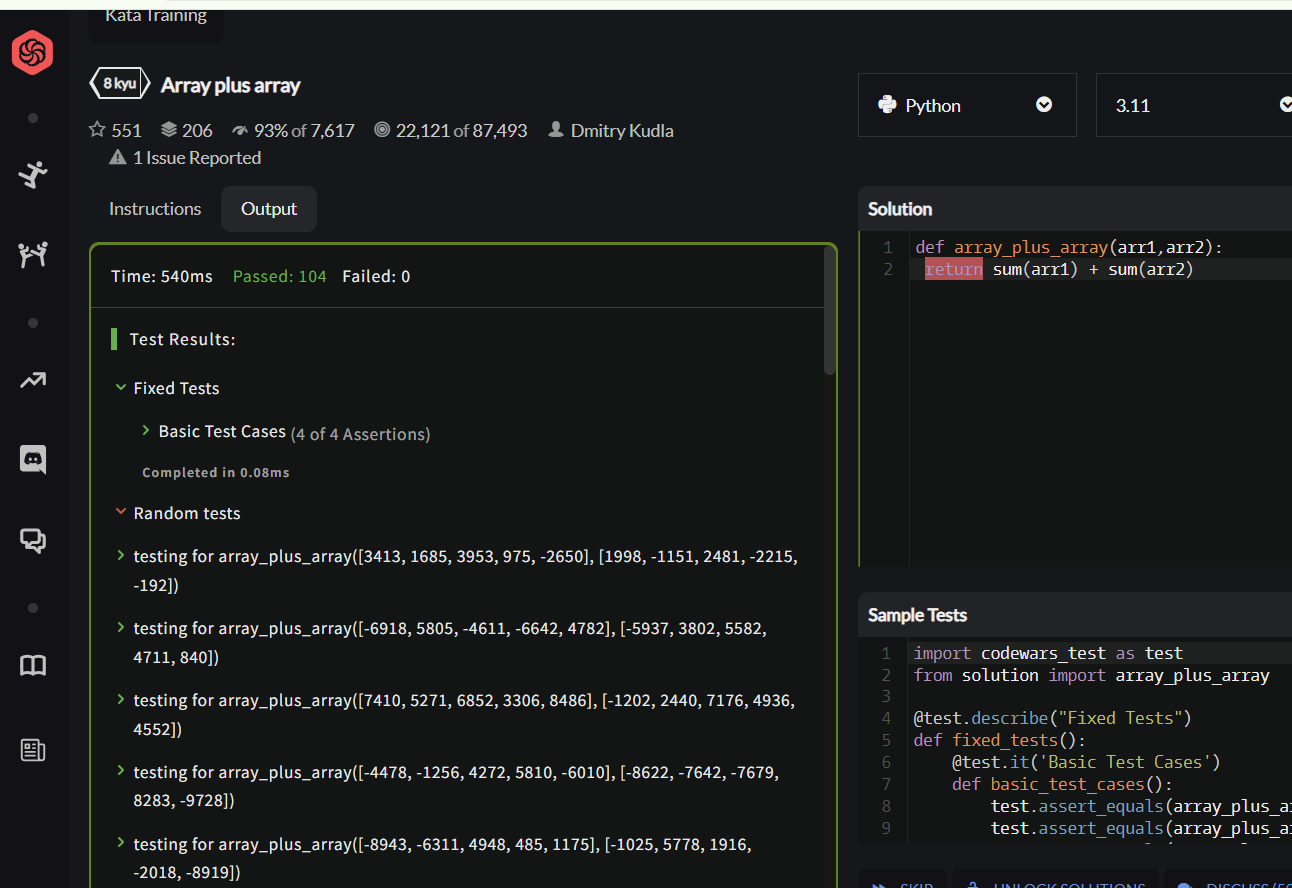 Kata Training
8 kyu Array plus array
551 206 93% of 7,617 22,121 of 87,493 Dmitry Kudla
1 Issue Reported
Instructions Output
Time: 540ms Passed: 104 Failed: 0
Test Results:
Fixed Tests
Basic Test Cases (4 of 4 Assertions)
Completed in 0.08ms
Random tests
testing for array_plus_array([3413, 1685, 3953, 975, -2650], [1998, -1151, 2481, -2215,
-192])
testing for array_plus_array([-6918, 5805, -4611, -6642, 4782], [-5937, 3802, 5582,
4711, 840])
testing for array_plus_array([7410, 5271, 6852, 3306, 8486], [-1202, 2440, 7176, 4936,
4552])
testing for array_plus_array([-4478, -1256, 4272, 5810, -6010], [-8622, -7642, -7679,
8283, -9728])
testing for array_plus_array([-8943, -6311, 4948, 485, 1175], [-1025, 5778, 1916,
-2018, -8919])
Python 3.11
Solution
1 def array_plus_array(arr1,arr2):
2 return sum(arr1) + sum(arr2)
Sample Tests
1 import codewars_test as test
2 from solution import array_plus_array
3
4 @test.describe("Fixed Tests")
5 def fixed_tests():
6 @test.it('Basic Test Cases')
7 def basic_test_cases():
8 test.assert_equals(array_plus_a
9 test.assert_equals(array_plus_a
SKIP UNLOCK SOLUTIONS DISCUSS